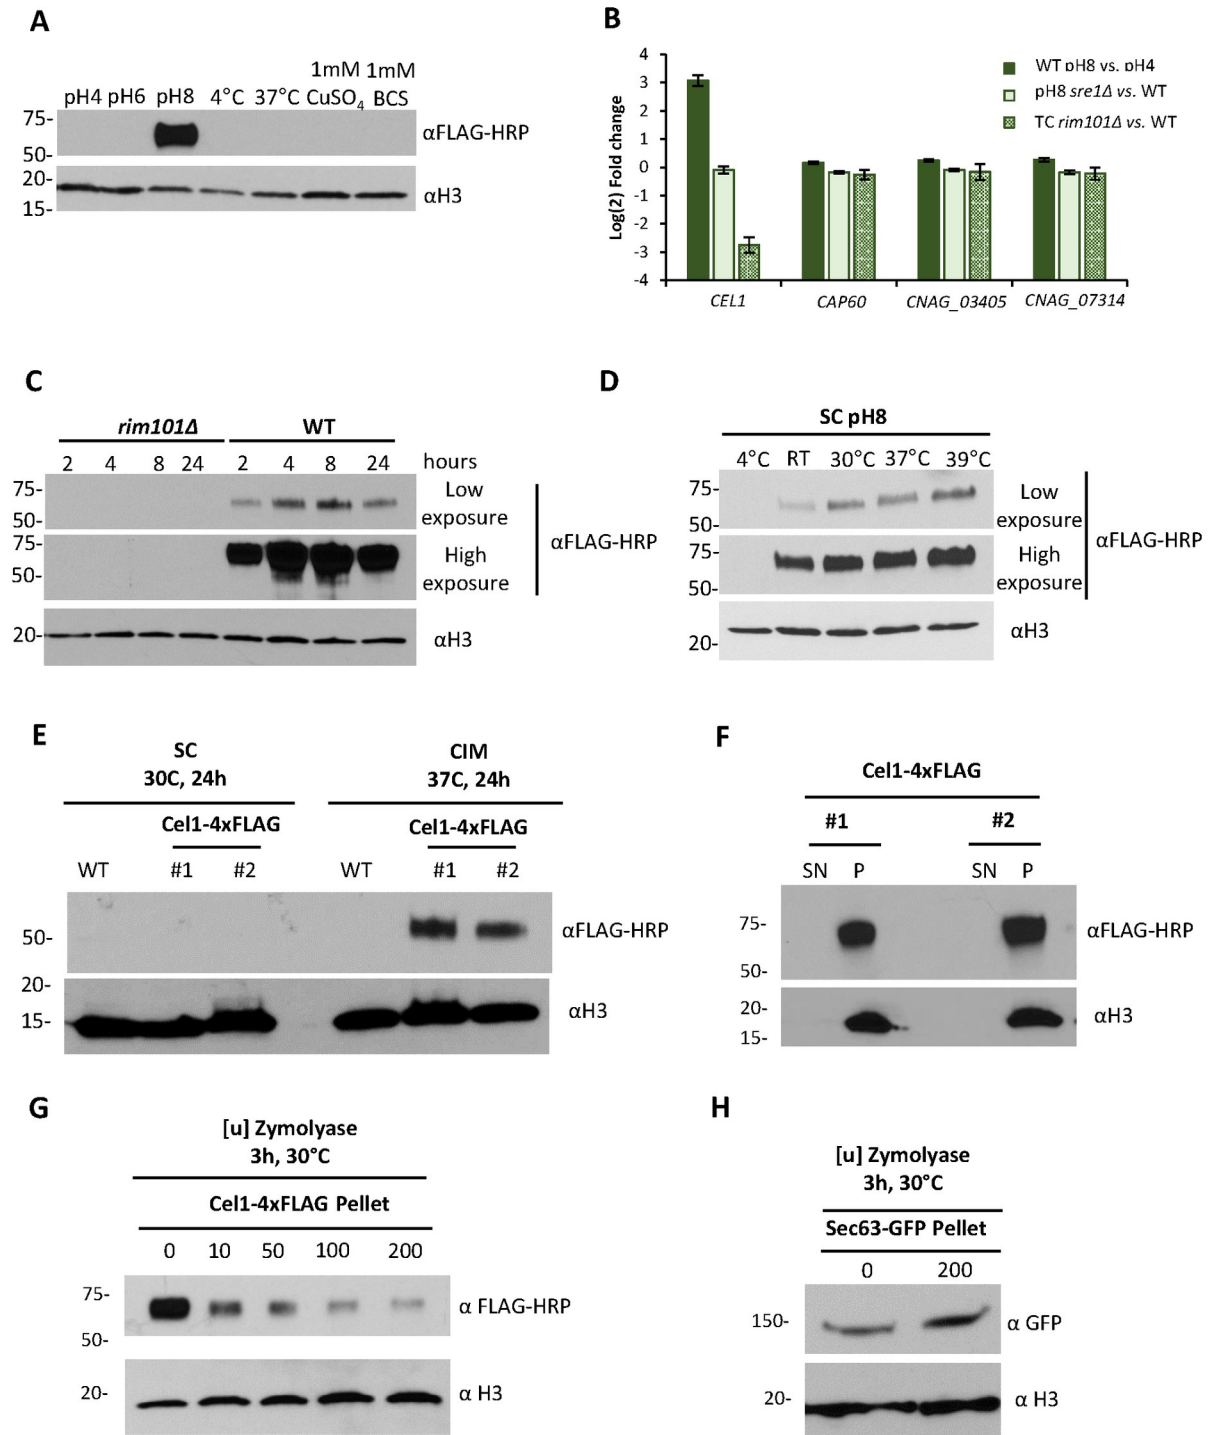 A
1mM 1mM
pH4 pH6 pH8 4°C 37°C CuSO4 BCS
75-
50-
αFLAG-HRP
20-
15-
αH3
B
4
3
2
1
0
-1
-2
-3
-4
Log(2) Fold change
WT pH8 vs. pH4
pH8 sre1Δ vs. WT
TC rim101Δ vs. WT
CEL1 CAP60 CNAG_03405 CNAG_07314
C
rim101Δ WT
2 4 8 24 2 4 8 24 hours
75-
50-
Low
exposure
75-
50-
High
exposure
αFLAG-HRP
20-
αH3
D
SC pH8
4°C RT 30°C 37°C 39°C
75-
50-
Low
exposure
75-
50-
High
exposure
αFLAG-HRP
20-
αH3
E
SC
30C, 24h
CIM
37C, 24h
Cel1-4xFLAG Cel1-4xFLAG
WT #1 #2 WT #1 #2
50-
αFLAG-HRP
20-
15-
αH3
F
Cel1-4xFLAG
#1 #2
SN P SN P
75-
50-
αFLAG-HRP
20-
15-
αH3
G
[u] Zymolyase
3h, 30°C
Cel1-4xFLAG Pellet
0 10 50 100 200
75-
50-
α FLAG-HRP
20-
α H3
H
[u] Zymolyase
3h, 30°C
Sec63-GFP Pellet
0 200
150-
α GFP
20-
α H3